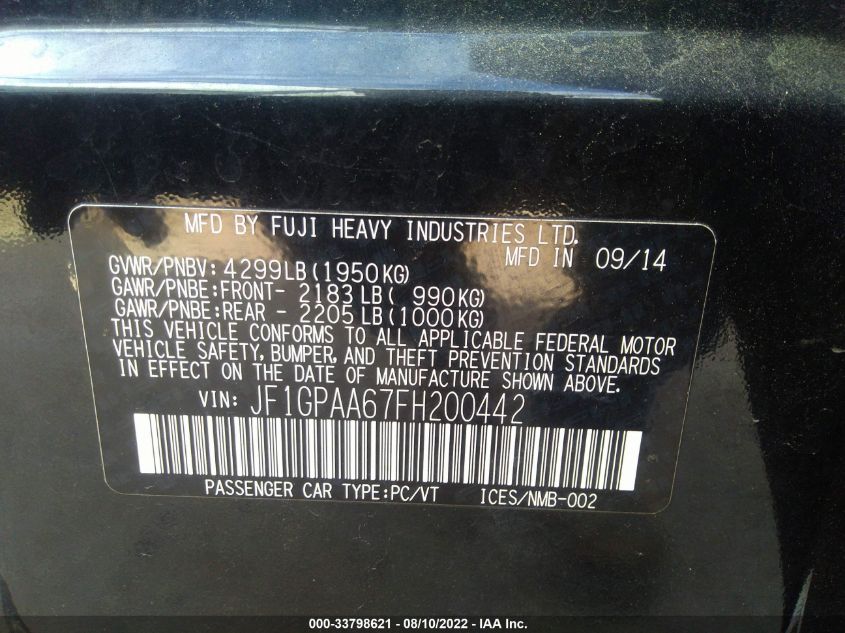 MFD BY FUJI HEAVY INDUSTRIES LTD.
MFD IN 09/14
GVWR/PNBV: 4299LB(1950KG)
GAWR/PNBE:FRONT- 2183 LB( 990KG)
GAWR/PNBE:REAR - 2205 LB(1000KG)
THIS VEHICLE CONFORMS TO ALL APPLICABLE FEDERAL MOTOR
VEHICLE SAFETY, BUMPER, AND THEFT PREVENTION STANDARDS
IN EFFECT ON THE DATE OF MANUFACTURE SHOWN ABOVE.
VIN: JF1GPAA67FH200442
PASSENGER CAR TYPE:PC/VT ICES/NMB-002
000-33798621 - 08/10/2022 - IAA Inc.